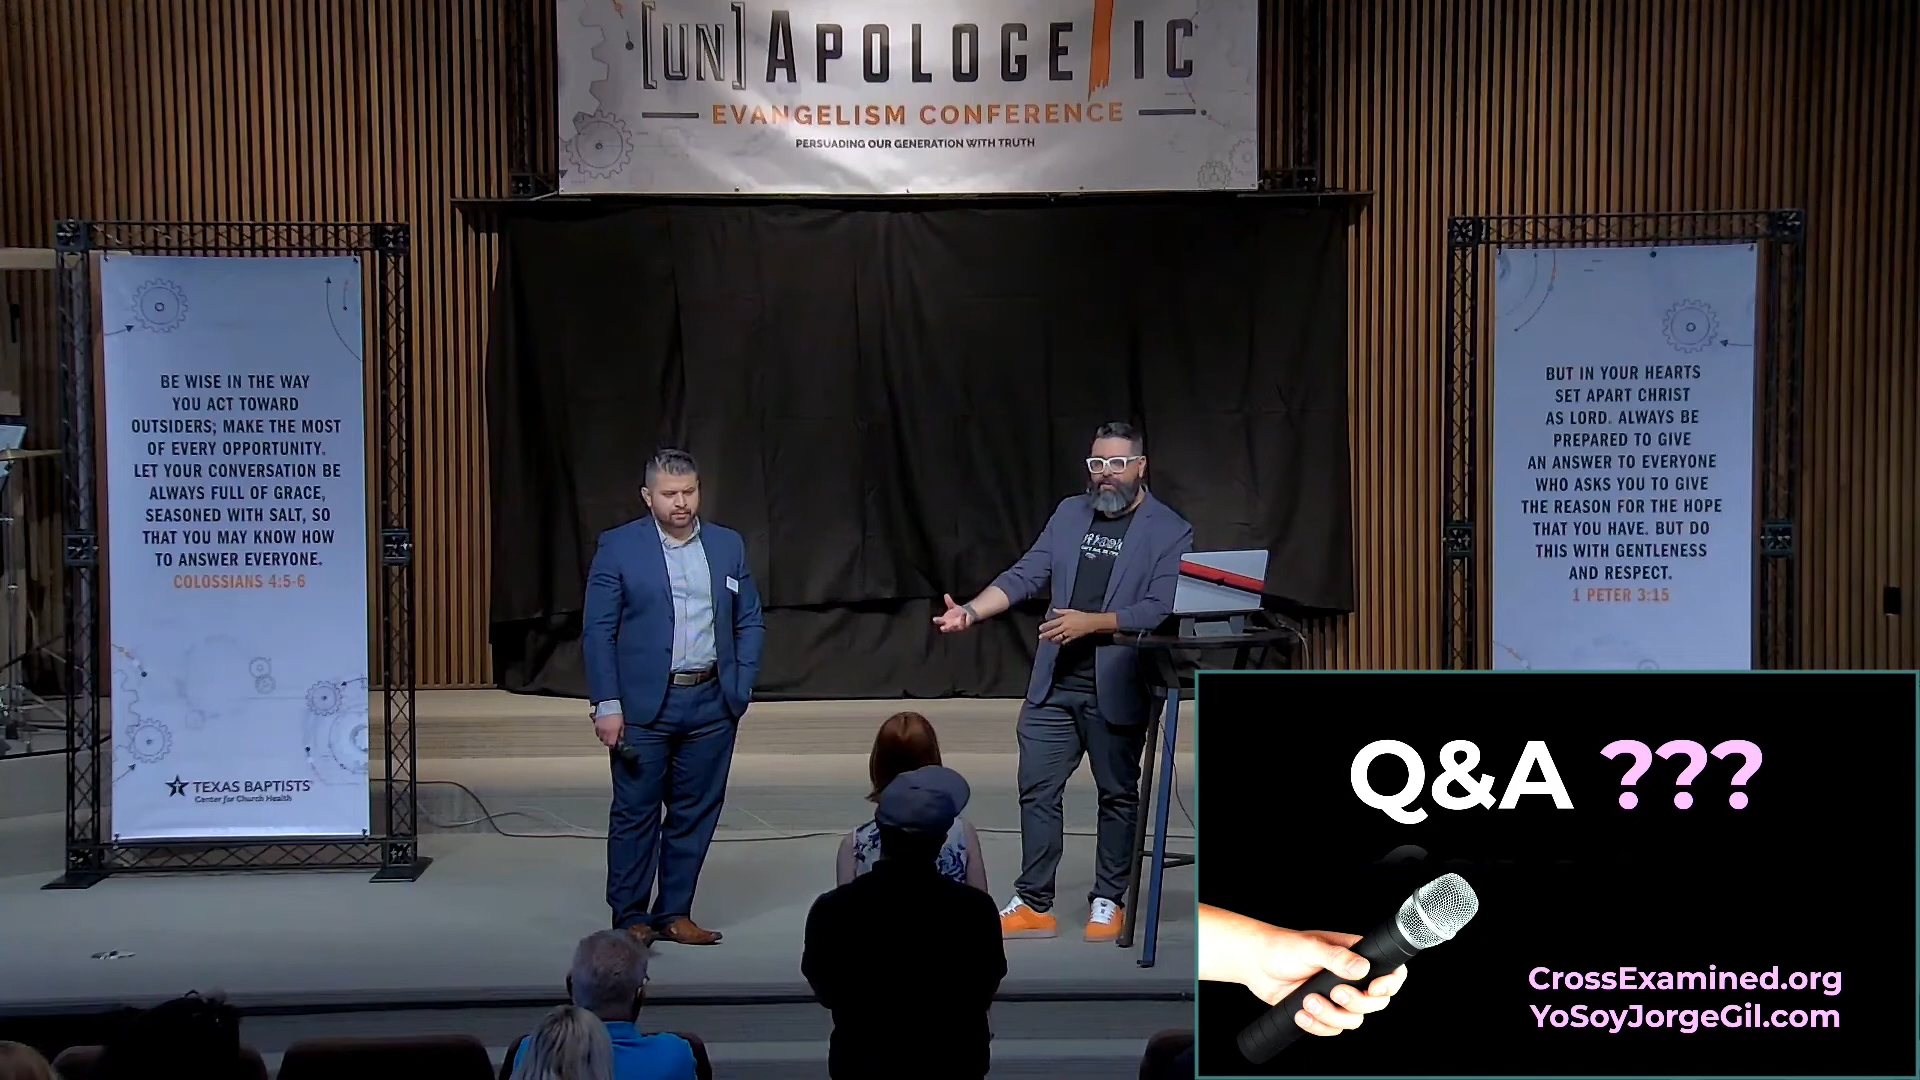 [UN]APOLOGETIC
EVANGELISM CONFERENCE
PERSUADING OUR GENERATION WITH TRUTH
BE WISE IN THE WAY
YOU ACT TOWARD
OUTSIDERS; MAKE THE MOST
OF EVERY OPPORTUNITY.
LET YOUR CONVERSATION BE
ALWAYS FULL OF GRACE,
SEASONED WITH SALT, SO
THAT YOU MAY KNOW HOW
TO ANSWER EVERYONE.
COLOSSIANS 4:5-6
TEXAS BAPTISTS
Center for Church Health
BUT IN YOUR HEARTS
SET APART CHRIST
AS LORD. ALWAYS BE
PREPARED TO GIVE
AN ANSWER TO EVERYONE
WHO ASKS YOU TO GIVE
THE REASON FOR THE HOPE
THAT YOU HAVE. BUT DO
THIS WITH GENTLENESS
AND RESPECT.
1 PETER 3:15
Q&A ???
CrossExamined.org
YoSoyJorgeGil.com